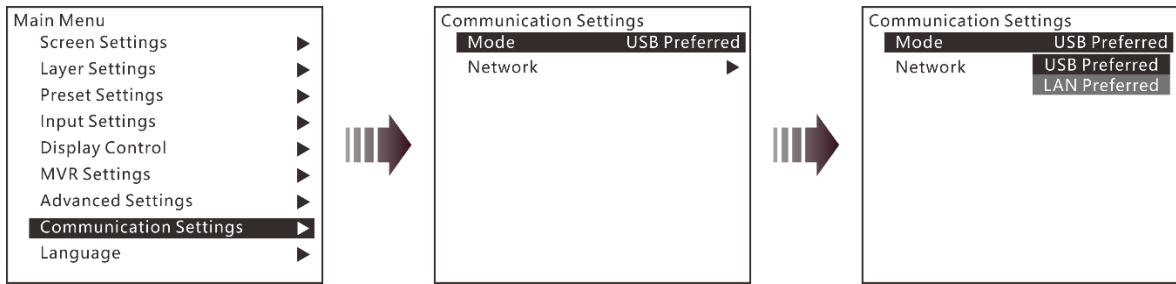 Main Menu
Screen Settings
Layer Settings
Preset Settings
Input Settings
Display Control
MVR Settings
Advanced Settings
Communication Settings
Language
Communication Settings
Mode USB Preferred
Network
Communication Settings
Mode USB Preferred
Network USB Preferred
LAN Preferred